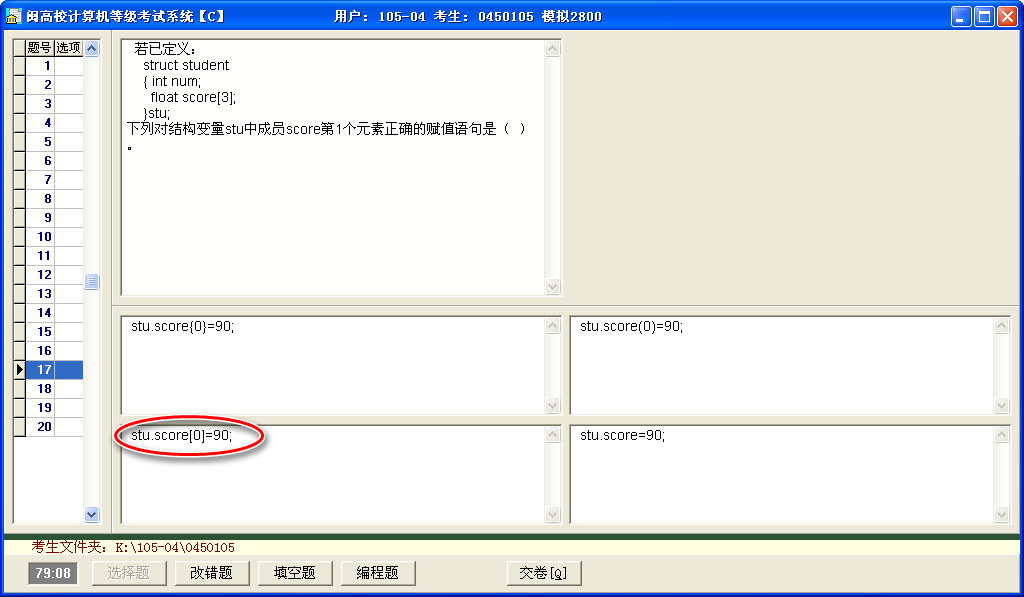 闽高校计算机等级考试系统【C】 用户: 105-04 考生: 0450105 模拟2800
题号 选项
1
2
3
4
5
6
7
8
9
10
11
12
13
14
15
16
17
18
19
20
若已定义:
struct student
{ int num;
float score[3];
}stu;
下列对结构变量stu中成员score第1个元素正确的赋值语句是（ ）
。
stu.score{0}=90;
stu.score(0)=90;
stu.score[0]=90;
stu.score=90;
考生文件夹: K:\105-04\0450105
79:08 选择题 改错题 填空题 编程题 交卷[Q]